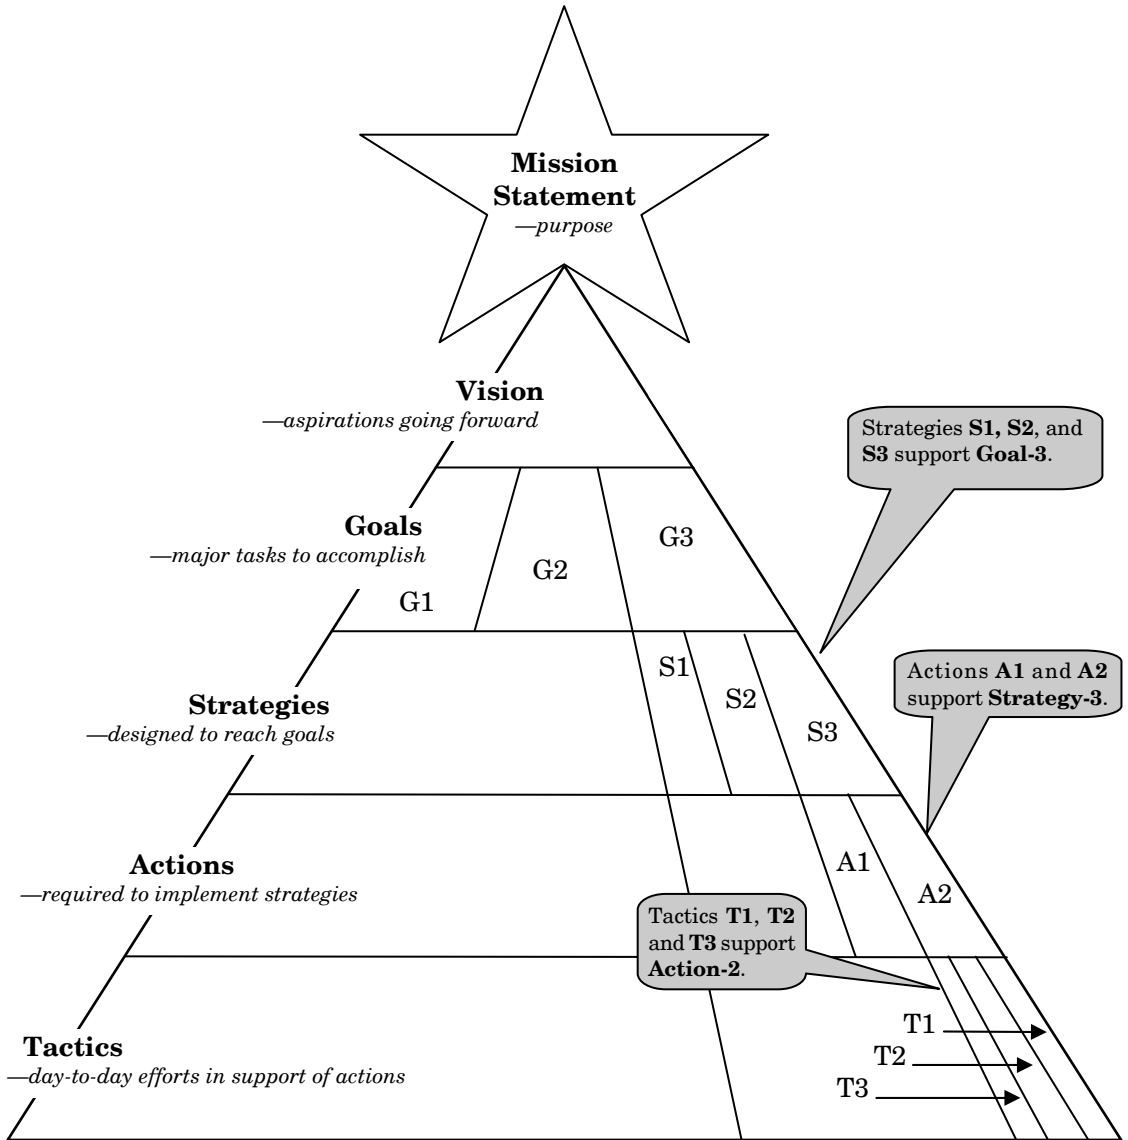 Mission
Statement
—purpose
Vision
—aspirations going forward
Strategies S1, S2, and
S3 support Goal-3.
Goals
—major tasks to accomplish
G1
G2
G3
Actions A1 and A2
support Strategy-3.
Strategies
—designed to reach goals
S1
S2
S3
Actions
—required to implement strategies
A1
A2
Tactics T1, T2
and T3 support
Action-2.
Tactics
—day-to-day efforts in support of actions
T1
T2
T3